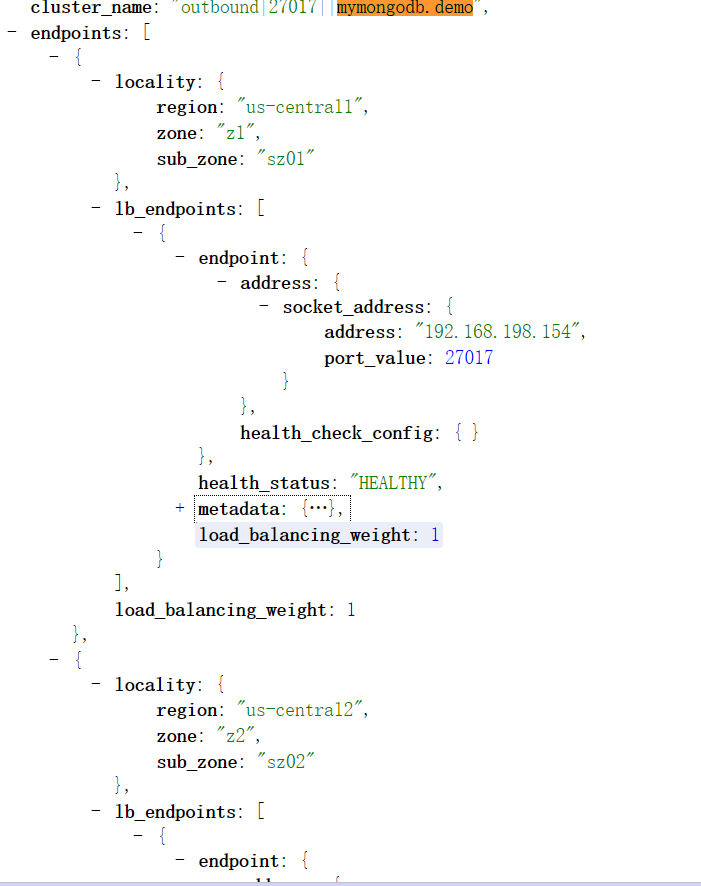 cluster_name: "outbound|27017||mymongodb.demo",
- endpoints: [
- {
- locality: {
region: "us-central1",
zone: "z1",
sub_zone: "sz01"
},
- lb_endpoints: [
- {
- endpoint: {
- address: {
- socket_address: {
address: "192.168.198.154",
port_value: 27017
}
},
health_check_config: { }
},
health_status: "HEALTHY",
+ metadata: {…},
load_balancing_weight: 1
}
],
load_balancing_weight: 1
},
- {
- locality: {
region: "us-central2",
zone: "z2",
sub_zone: "sz02"
},
- lb_endpoints: [
- {
- endpoint: {